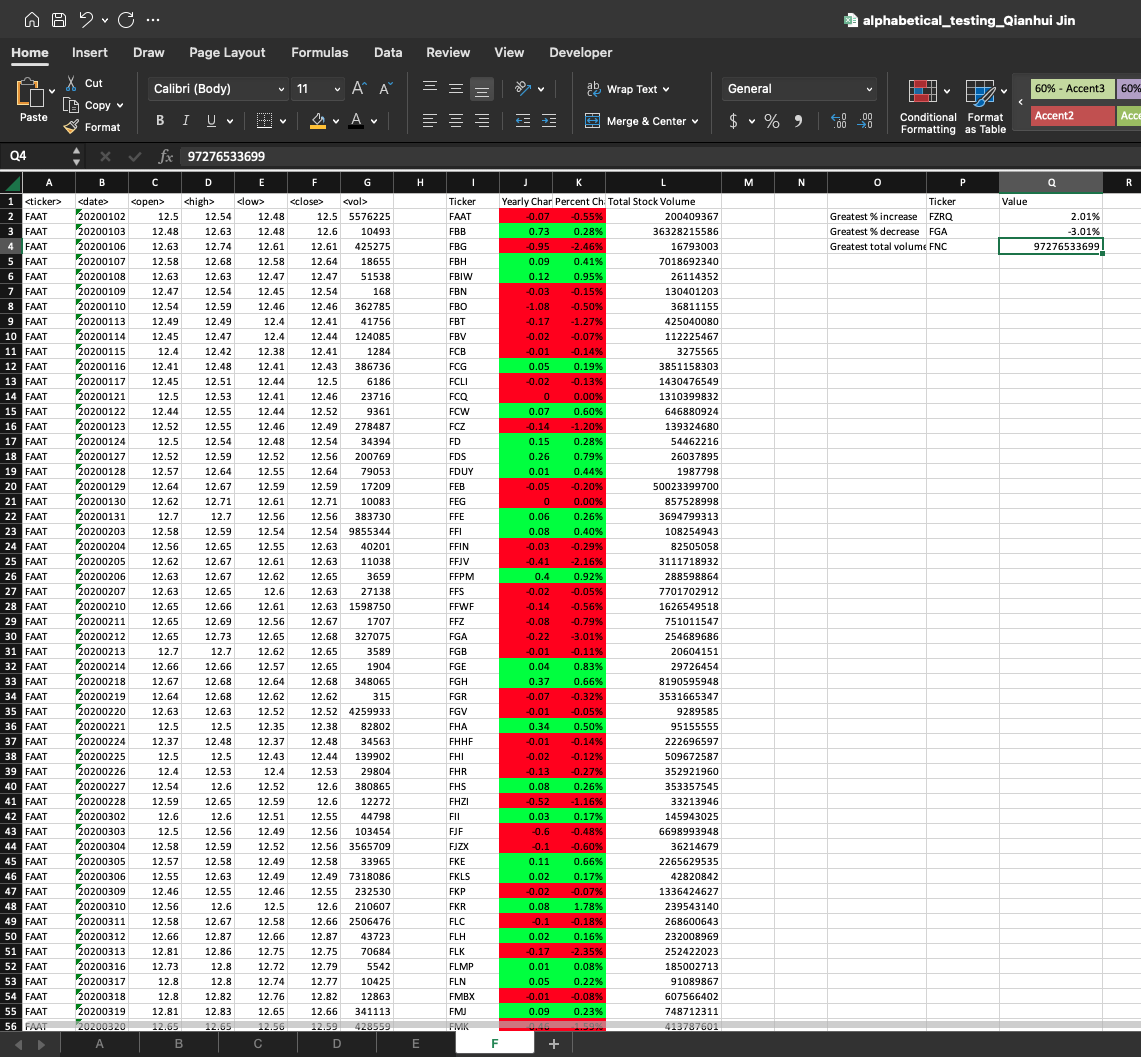 alphabetical_testing_Qianhui Jin
Home Insert Draw Page Layout Formulas Data Review View Developer
Paste Cut Copy Format Calibri (Body) 11 A A B I U A Wrap Text Merge & Center General $ % Conditional Formatting Format as Table 60% - Accent3 60% Accent2 Acce
Q4 fx 97276533699
A B C D E F G H I J K L M N O P Q R
1 <ticker> <date> <open> <high> <low> <close> <vol> Ticker Yearly Char Percent Ch Total Stock Volume Ticker Value
2 FAAT 20200102 12.5 12.54 12.48 12.5 5576225 FAAT -0.07 -0.55% 200409367 Greatest % increase FZRQ 2.01%
3 FAAT 20200103 12.48 12.63 12.48 12.6 10493 FBB 0.73 0.28% 36328215586 Greatest % decrease FGA -3.01%
4 FAAT 20200106 12.63 12.74 12.61 12.61 425275 FBG -0.95 -2.46% 16793003 Greatest total volume FNC 97276533699
5 FAAT 20200107 12.58 12.68 12.58 12.64 18655 FBH 0.09 0.41% 7018692340
6 FAAT 20200108 12.63 12.63 12.47 12.47 51538 FBIW 0.12 0.95% 26114352
7 FAAT 20200109 12.47 12.54 12.45 12.54 168 FBN -0.03 -0.15% 130401203
8 FAAT 20200110 12.54 12.59 12.46 12.46 362785 FBO -1.08 -0.50% 36811155
9 FAAT 20200113 12.49 12.49 12.4 12.41 41756 FBT -0.17 -1.27% 425040080
10 FAAT 20200114 12.45 12.47 12.4 12.44 124085 FBV -0.02 -0.07% 112225467
11 FAAT 20200115 12.4 12.42 12.38 12.41 1284 FCB -0.01 -0.14% 3275565
12 FAAT 20200116 12.41 12.48 12.41 12.43 386736 FCG 0.05 0.19% 3851158303
13 FAAT 20200117 12.45 12.51 12.44 12.5 6186 FCLI -0.02 -0.13% 1430476549
14 FAAT 20200121 12.5 12.53 12.41 12.46 23716 FCQ 0 0.00% 1310399832
15 FAAT 20200122 12.44 12.55 12.44 12.52 9361 FCW 0.07 0.60% 646880924
16 FAAT 20200123 12.52 12.55 12.46 12.49 278487 FCZ -0.14 -1.20% 139324680
17 FAAT 20200124 12.5 12.54 12.48 12.54 34394 FD 0.15 0.28% 54462216
18 FAAT 20200127 12.52 12.59 12.52 12.56 200769 FDS 0.26 0.79% 26037895
19 FAAT 20200128 12.57 12.64 12.55 12.64 79053 FDUY 0.01 0.44% 1987798
20 FAAT 20200129 12.64 12.67 12.59 12.59 17209 FEB -0.05 -0.20% 50023399700
21 FAAT 20200130 12.62 12.71 12.61 12.71 10083 FEG 0 0.00% 857528998
22 FAAT 20200131 12.7 12.7 12.56 12.56 383730 FFE 0.06 0.26% 3694799313
23 FAAT 20200203 12.58 12.59 12.54 12.54 9855344 FFI 0.08 0.40% 108254943
24 FAAT 20200204 12.56 12.65 12.55 12.63 40201 FFIN -0.03 -0.29% 82505058
25 FAAT 20200205 12.62 12.67 12.61 12.63 11038 FFJV -0.41 -2.16% 3111718932
26 FAAT 20200206 12.63 12.67 12.62 12.65 3659 FFPM 0.4 0.92% 288598864
27 FAAT 20200207 12.63 12.65 12.6 12.63 27138 FFS -0.02 -0.05% 7701702912
28 FAAT 20200210 12.65 12.66 12.61 12.63 1598750 FFWF -0.14 -0.56% 1626549518
29 FAAT 20200211 12.65 12.69 12.56 12.67 1707 FFZ -0.08 -0.79% 751011547
30 FAAT 20200212 12.65 12.73 12.65 12.68 327075 FGA -0.22 -3.01% 254689686
31 FAAT 20200213 12.7 12.7 12.62 12.65 3589 FGB -0.01 -0.11% 20604151
32 FAAT 20200214 12.66 12.66 12.57 12.65 1904 FGE 0.04 0.83% 29726454
33 FAAT 20200218 12.67 12.68 12.64 12.68 348065 FGH 0.37 0.66% 8190595948
34 FAAT 20200219 12.64 12.68 12.62 12.62 315 FGR -0.07 -0.32% 3531665347
35 FAAT 20200220 12.63 12.63 12.52 12.52 4259933 FGV -0.01 -0.05% 9289585
36 FAAT 20200221 12.5 12.5 12.35 12.38 82802 FHA 0.34 0.50% 95155555
37 FAAT 20200224 12.37 12.48 12.37 12.48 34563 FHHF -0.01 -0.14% 222696597
38 FAAT 20200225 12.5 12.5 12.43 12.44 139902 FHI -0.02 -0.12% 509672587
39 FAAT 20200226 12.4 12.53 12.4 12.53 29804 FHR -0.13 -0.27% 352921960
40 FAAT 20200227 12.54 12.6 12.52 12.6 380865 FHS 0.08 0.26% 353357545
41 FAAT 20200228 12.59 12.65 12.59 12.6 12272 FHZI -0.52 -1.16% 33213946
42 FAAT 20200302 12.6 12.6 12.51 12.55 44798 FII 0.03 0.17% 145943025
43 FAAT 20200303 12.5 12.56 12.49 12.56 103454 FJF -0.6 -0.48% 6698993948
44 FAAT 20200304 12.58 12.59 12.52 12.56 3565709 FJZX -0.1 -0.60% 36214679
45 FAAT 20200305 12.57 12.58 12.49 12.58 33965 FKE 0.11 0.66% 2265629535
46 FAAT 20200306 12.55 12.63 12.49 12.49 7318086 FKLS 0.02 0.17% 42820842
47 FAAT 20200309 12.46 12.55 12.46 12.55 232530 FKP -0.02 -0.07% 1336424627
48 FAAT 20200310 12.56 12.6 12.5 12.6 210607 FKR 0.08 1.78% 239543140
49 FAAT 20200311 12.58 12.67 12.58 12.66 2506476 FLC -0.1 -0.18% 268600643
50 FAAT 20200312 12.66 12.87 12.66 12.87 43723 FLH 0.02 0.16% 232008969
51 FAAT 20200313 12.81 12.86 12.75 12.75 70684 FLK -0.17 -2.35% 252422023
52 FAAT 20200316 12.73 12.8 12.72 12.79 5542 FLMP 0.01 0.08% 185002713
53 FAAT 20200317 12.8 12.8 12.74 12.77 10425 FLN 0.05 0.22% 91089867
54 FAAT 20200318 12.8 12.82 12.76 12.82 12863 FMBX -0.01 -0.08% 607566402
55 FAAT 20200319 12.81 12.83 12.65 12.66 341113 FMJ 0.09 0.23% 748712311
56 FAAT 20200320 12.65 12.65 12.56 12.59 428559 FMK -0.46 -1.59% 413787601
A B C D E F +